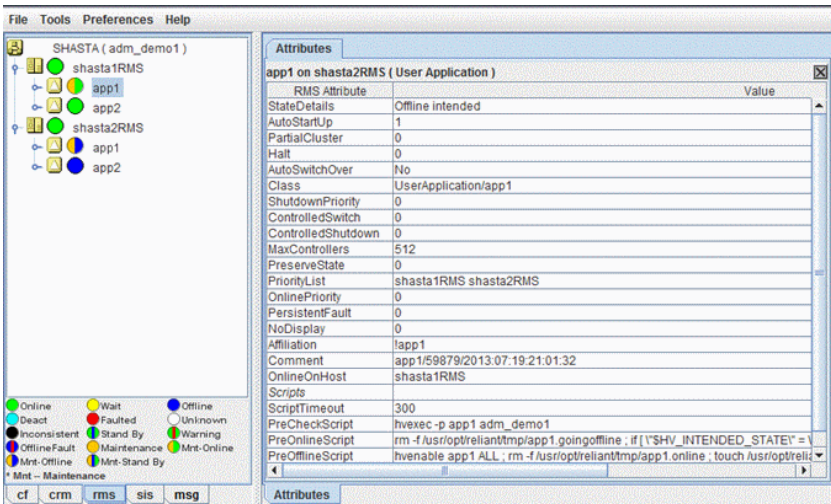 File Tools Preferences Help
SHASTA ( adm_demo1 )
shasta1RMS
app1
app2
shasta2RMS
app1
app2
Online Wait Offline
Deact Faulted Unknown
Inconsistent Stand By Warning
OfflineFault Maintenance Mnt-Online
Mnt-Offline Mnt-Stand By
* Mnt -- Maintenance
cf crm rms sis msg
Attributes
app1 on shasta2RMS ( User Application )
RMS Attribute Value
StateDetails Offline intended
AutoStartUp 1
PartialCluster 0
Halt 0
AutoSwitchOver No
Class UserApplication/app1
ShutdownPriority 0
ControlledSwitch 0
ControlledShutdown 0
MaxControllers 512
PreserveState 0
PriorityList shasta1RMS shasta2RMS
OnlinePriority 0
PersistentFault 0
NoDisplay 0
Affiliation !app1
Comment app1/59879/2013:07:19:21:01:32
OnlineOnHost shasta1RMS
Scripts
ScriptTimeout 300
PreCheckScript hvexec -p app1 adm_demo1
PreOnlineScript rm -f /usr/opt/reliant/tmp/app1.goingoffline ; if [ \"$HV_INTENDED_STATE\" = \
PreOfflineScript hvenable app1 ALL ; rm -f /usr/opt/reliant/tmp/app1.online ; touch /usr/opt/relia
Attributes